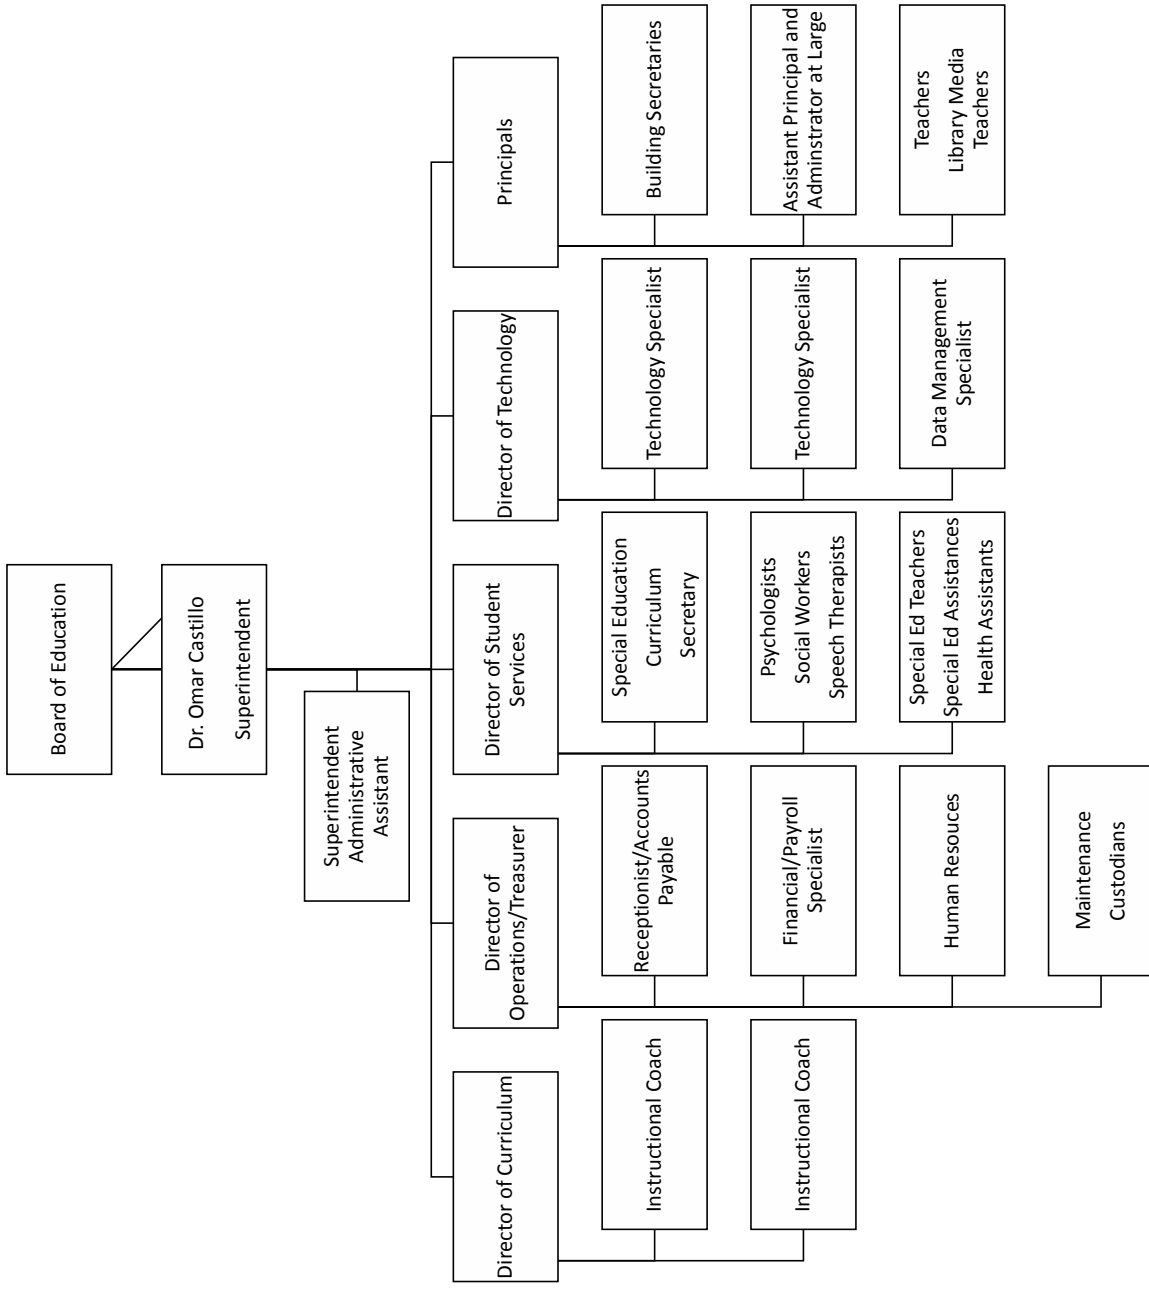 Board of Education
Dr. Omar Castillo
Superintendent
Superintendent
Administrative
Assistant
Director of Curriculum
Instructional Coach
Instructional Coach
Director of
Operations/Treasurer
Receptionist/Accounts
Payable
Financial/Payroll
Specialist
Human Resouces
Maintenance
Custodians
Director of Student
Services
Special Education
Curriculum
Secretary
Psychologists
Social Workers
Speech Therapists
Special Ed Teachers
Special Ed Assistances
Health Assistants
Director of Technology
Technology Specialist
Technology Specialist
Data Management
Specialist
Principals
Building Secretaries
Assistant Principal and
Adminstrator at Large
Teachers
Library Media
Teachers